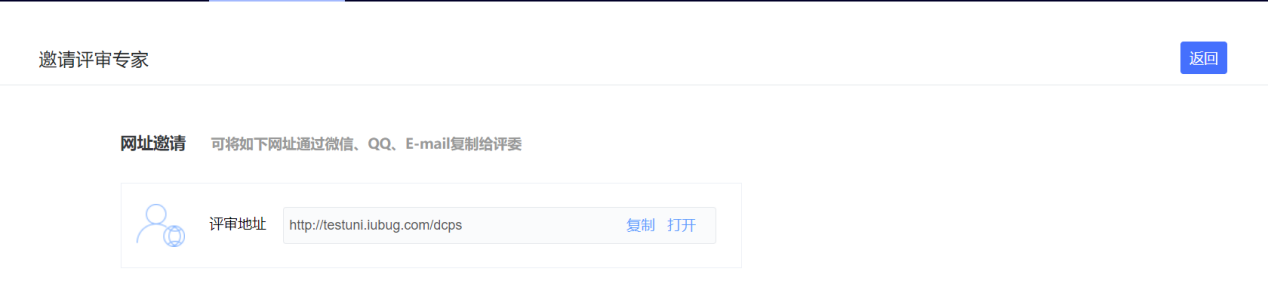 邀请评审专家 返回
网址邀请 可将如下网址通过微信、QQ、E-mail复制给评委
评审地址 http://testuni.iubug.com/dcps 复制 打开